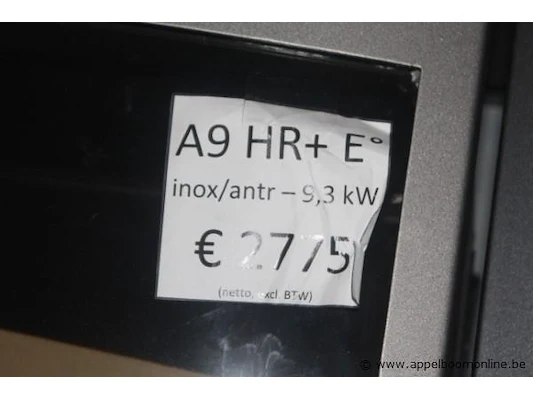 A9 HR+ E°
inox/antr – 9,3 kW
€ 2775
(netto, excl. BTW)
© www.appelboomonline.be